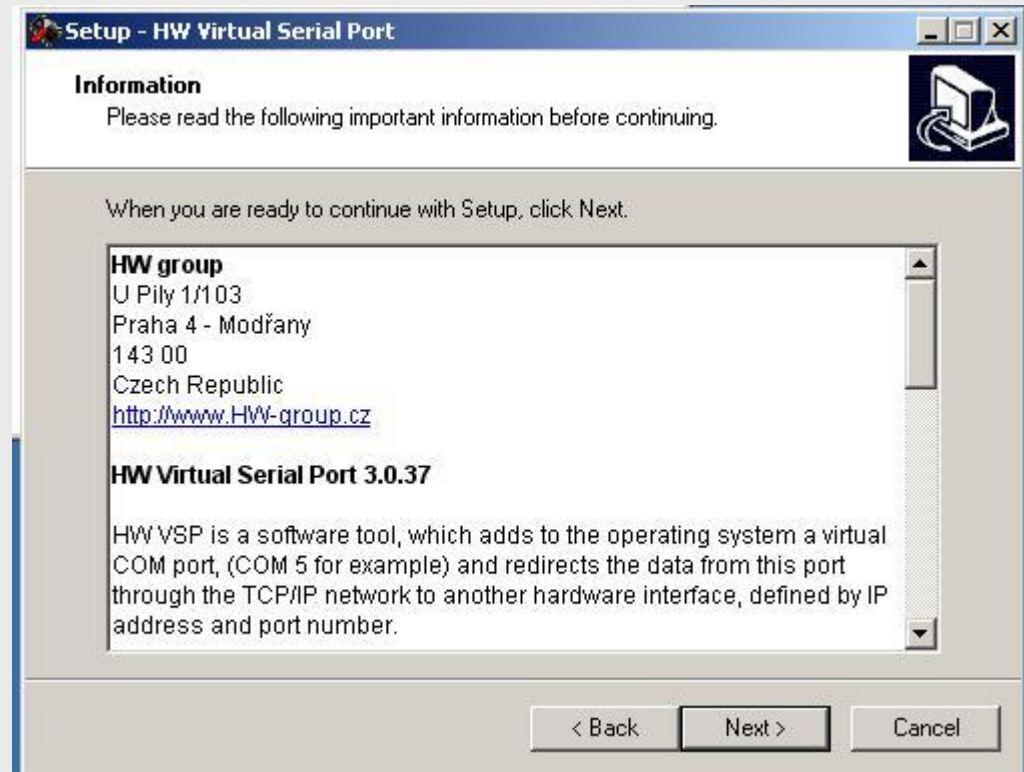 Setup - HW Virtual Serial Port
Information
Please read the following important information before continuing.
When you are ready to continue with Setup, click Next.
HW group
U Pily 1/103
Praha 4 - Modřany
143 00
Czech Republic
http://www.HW-group.cz
HW Virtual Serial Port 3.0.37
HW VSP is a software tool, which adds to the operating system a virtual
COM port, (COM 5 for example) and redirects the data from this port
through the TCP/IP network to another hardware interface, defined by IP
address and port number.
< Back Next > Cancel